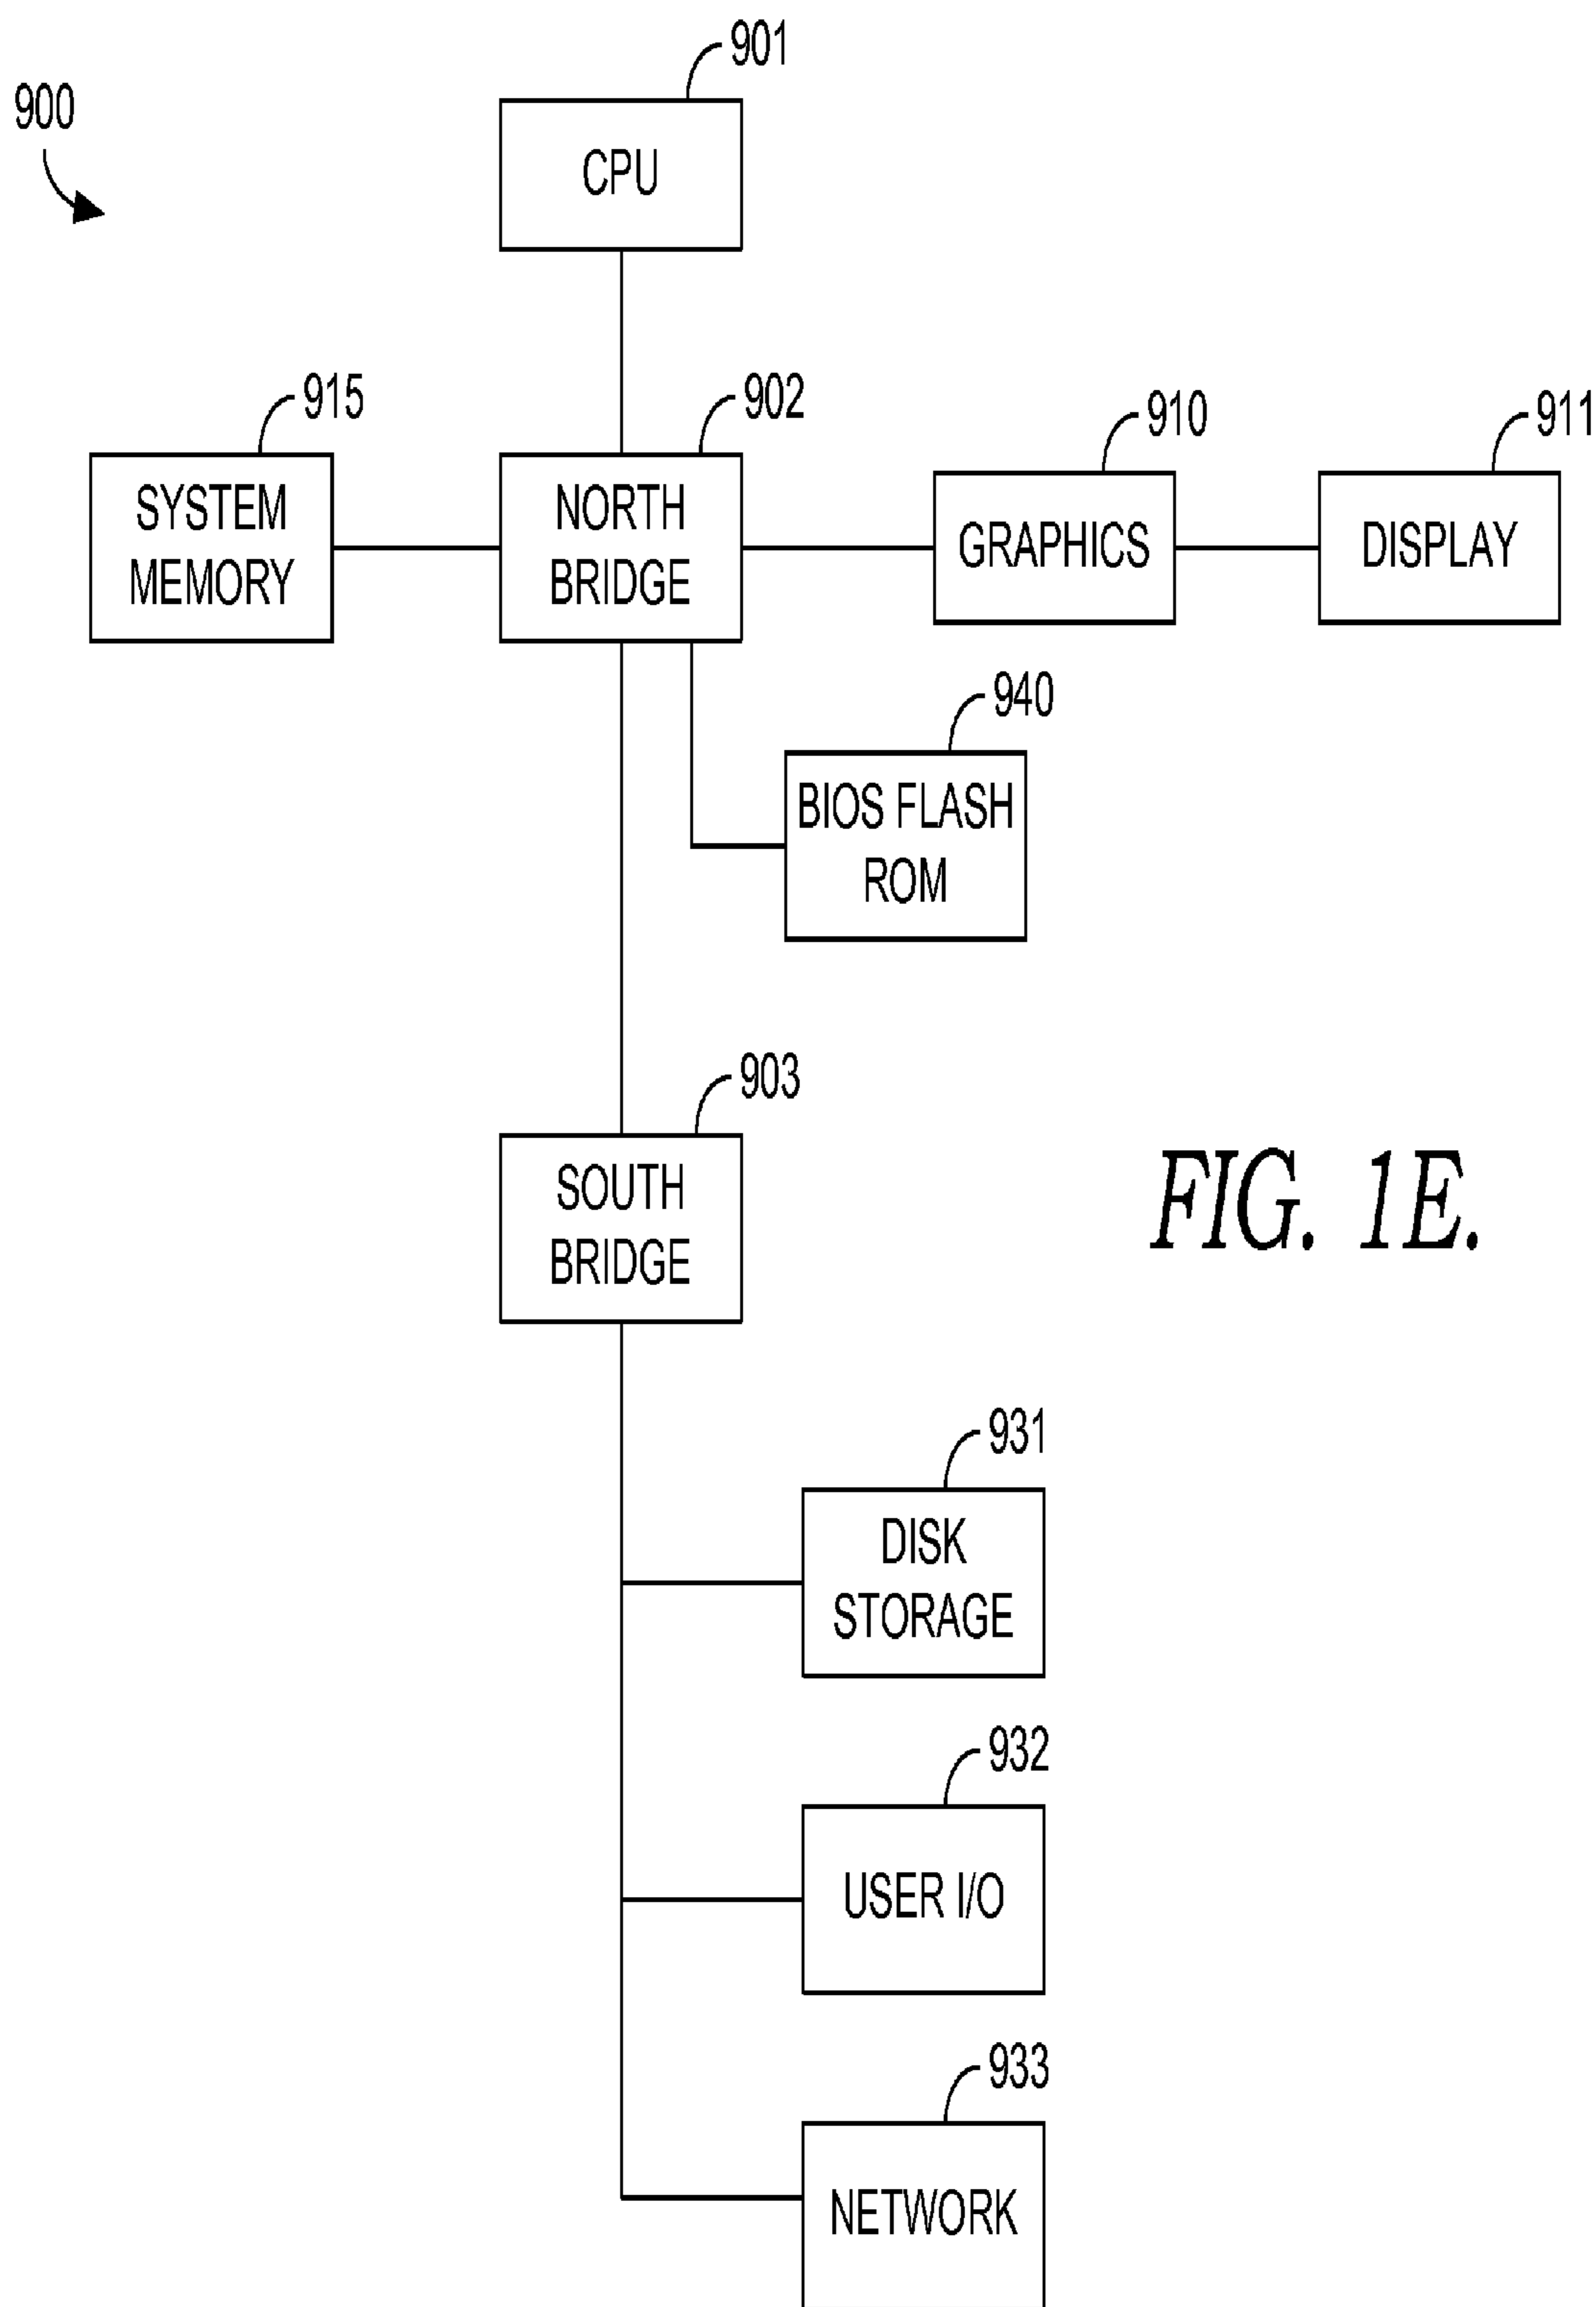 901
900
CPU
915
902
910
911
SYSTEM
MEMORY
NORTH
BRIDGE
GRAPHICS
DISPLAY
940
BIOS FLASH
ROM
903
SOUTH
BRIDGE
FIG. 1E.
931
DISK
STORAGE
932
USER I/O
933
NETWORK